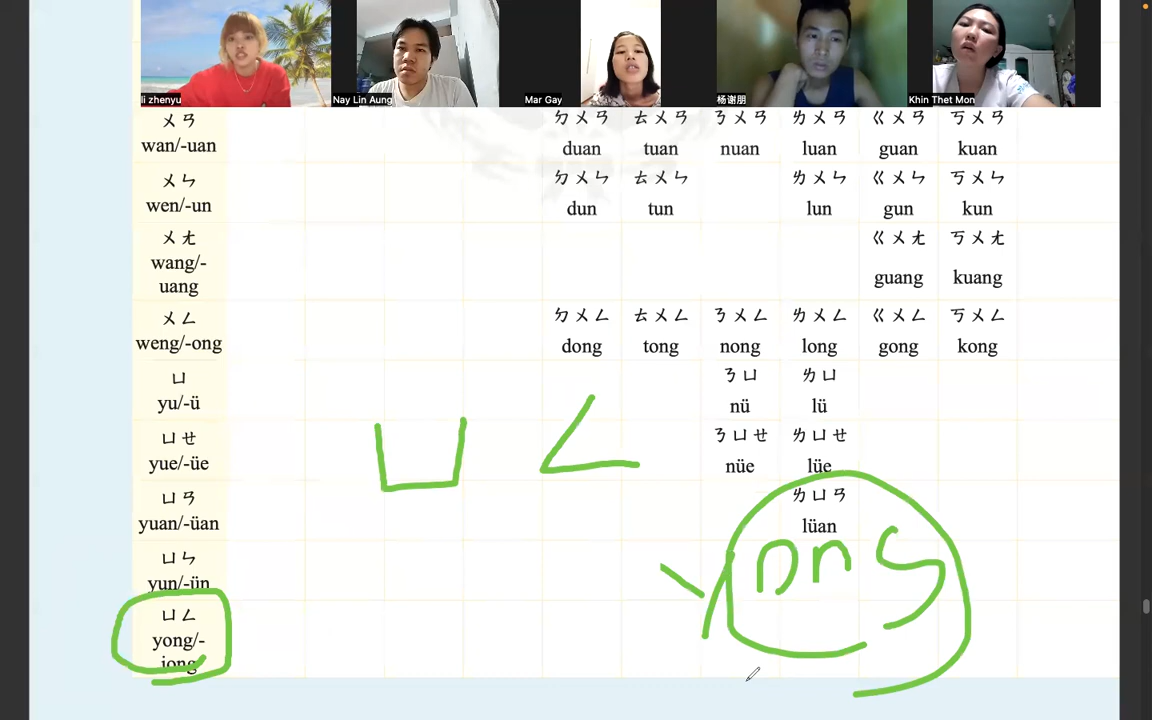 li zhenyu
Nay Lin Aung
Mar Gay
杨谢朋
Khin Thet Mon
ㄨㄢ ㄉㄨㄢ ㄊㄨㄢ ㄋㄨㄢ ㄌㄨㄢ ㄍㄨㄢ ㄎㄨㄢ
wan/-uan duan tuan nuan luan guan kuan
ㄨㄣ ㄉㄨㄣ ㄊㄨㄣ ㄌㄨㄣ ㄍㄨㄣ ㄎㄨㄣ
wen/-un dun tun lun gun kun
ㄨㄤ ㄍㄨㄤ ㄎㄨㄤ
wang/-
uang guang kuang
ㄨㄥ ㄉㄨㄥ ㄊㄨㄥ ㄋㄨㄥ ㄌㄨㄥ ㄍㄨㄥ ㄎㄨㄥ
weng/-ong dong tong nong long gong kong
ㄩ ㄋㄩ ㄌㄩ
yu/-ü nü lü
ㄩㄝ ㄋㄩㄝ ㄌㄩㄝ
yue/-üe nüe lüe
ㄩㄢ ㄌㄩㄢ
yuan/-üan lüan
ㄩㄣ
yun/-ün
ㄩㄥ
yong/-
iong
ㄩ ㄥ
yong